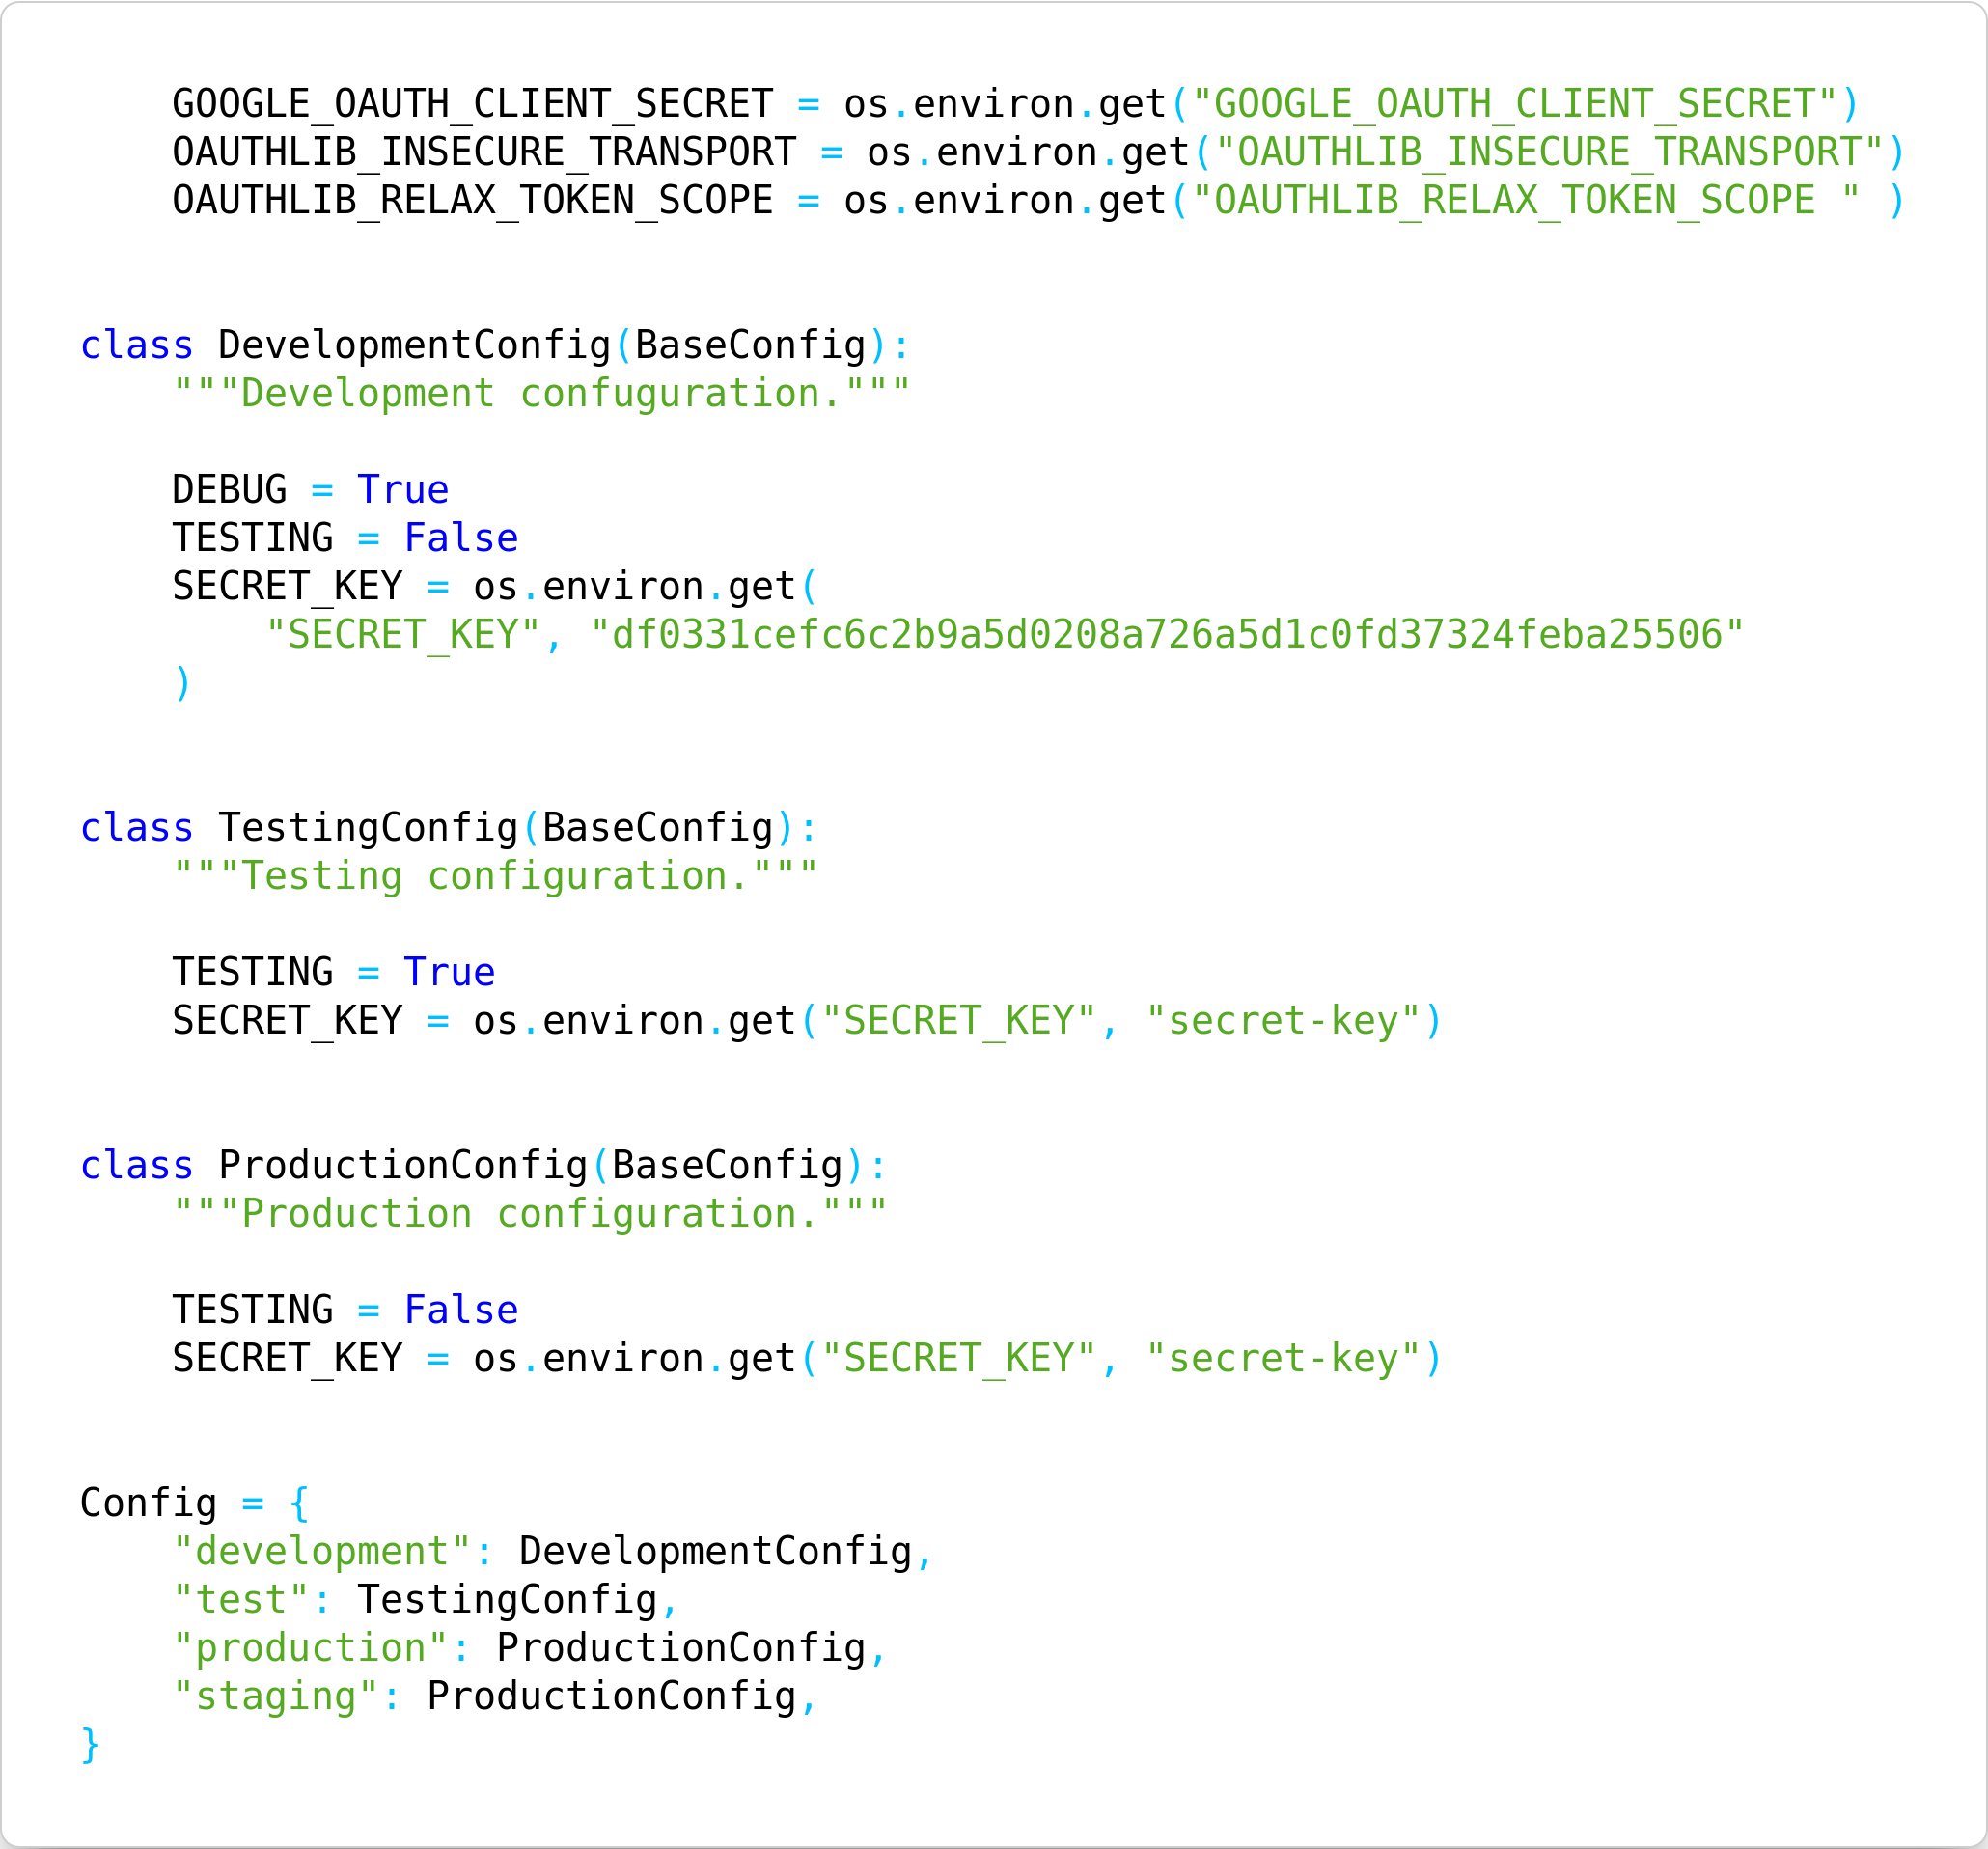 GOOGLE_OAUTH_CLIENT_SECRET = os.environ.get("GOOGLE_OAUTH_CLIENT_SECRET")
    OAUTHLIB_INSECURE_TRANSPORT = os.environ.get("OAUTHLIB_INSECURE_TRANSPORT")
    OAUTHLIB_RELAX_TOKEN_SCOPE = os.environ.get("OAUTHLIB_RELAX_TOKEN_SCOPE " )
class DevelopmentConfig(BaseConfig):
    """Development confuguration."""
    DEBUG = True
    TESTING = False
    SECRET_KEY = os.environ.get(
        "SECRET_KEY", "df0331cefc6c2b9a5d0208a726a5d1c0fd37324feba25506"
    )
class TestingConfig(BaseConfig):
    """Testing configuration."""
    TESTING = True
    SECRET_KEY = os.environ.get("SECRET_KEY", "secret-key")
class ProductionConfig(BaseConfig):
    """Production configuration."""
    TESTING = False
    SECRET_KEY = os.environ.get("SECRET_KEY", "secret-key")
Config = {
    "development": DevelopmentConfig,
    "test": TestingConfig,
    "production": ProductionConfig,
    "staging": ProductionConfig,
}